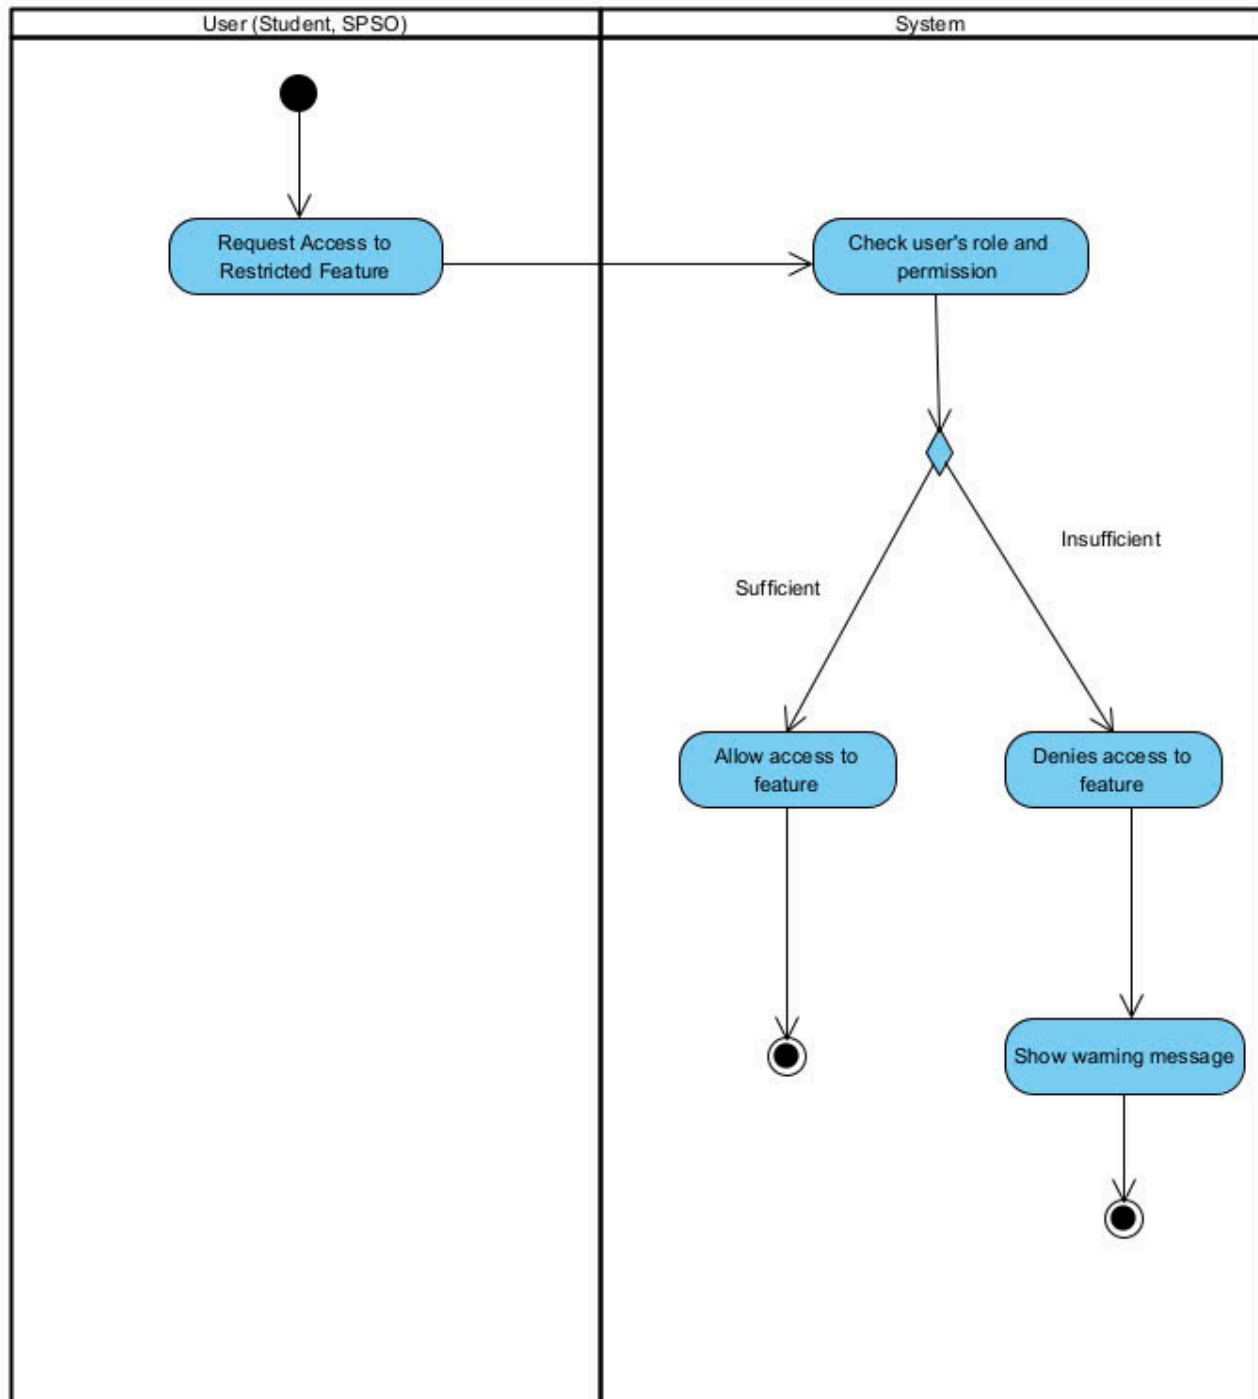 User (Student, SPSO)
System
Request Access to
Restricted Feature
Check user's role and
permission
Insufficient
Sufficient
Allow access to
feature
Denies access to
feature
Show warning message